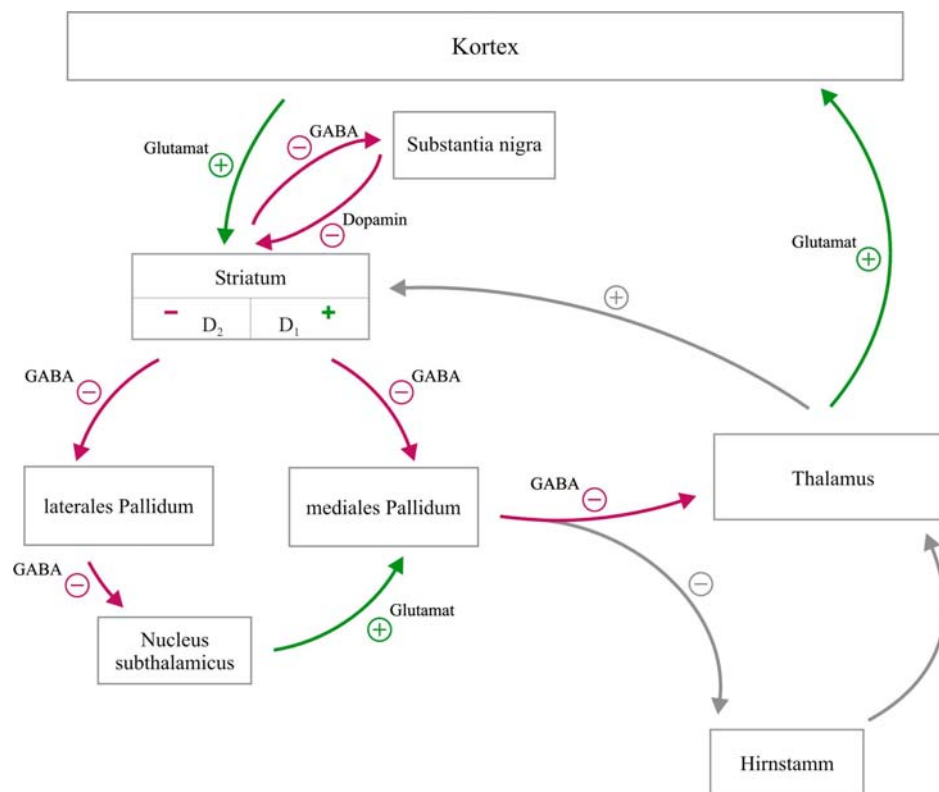 Kortex
GABA
Substantia nigra
Glutamat
+
−
Dopamin
−
Glutamat
+
Striatum
− D₂ D₁ +
+
GABA
−
GABA
−
laterales Pallidum
mediales Pallidum
GABA
−
Thalamus
GABA
−
−
Glutamat
+
Nucleus
subthalamicus
Hirnstamm